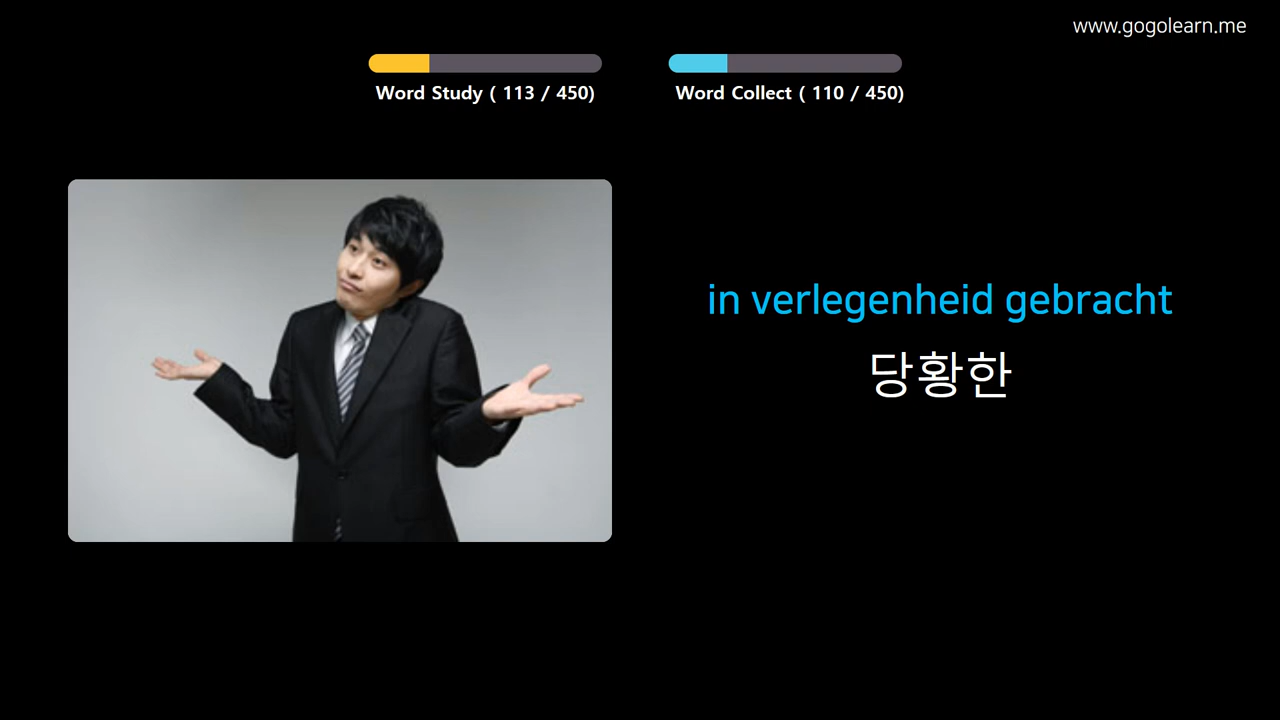 www.gogolearn.me
Word Study ( 113 / 450)
Word Collect ( 110 / 450)
in verlegenheid gebracht
당황한